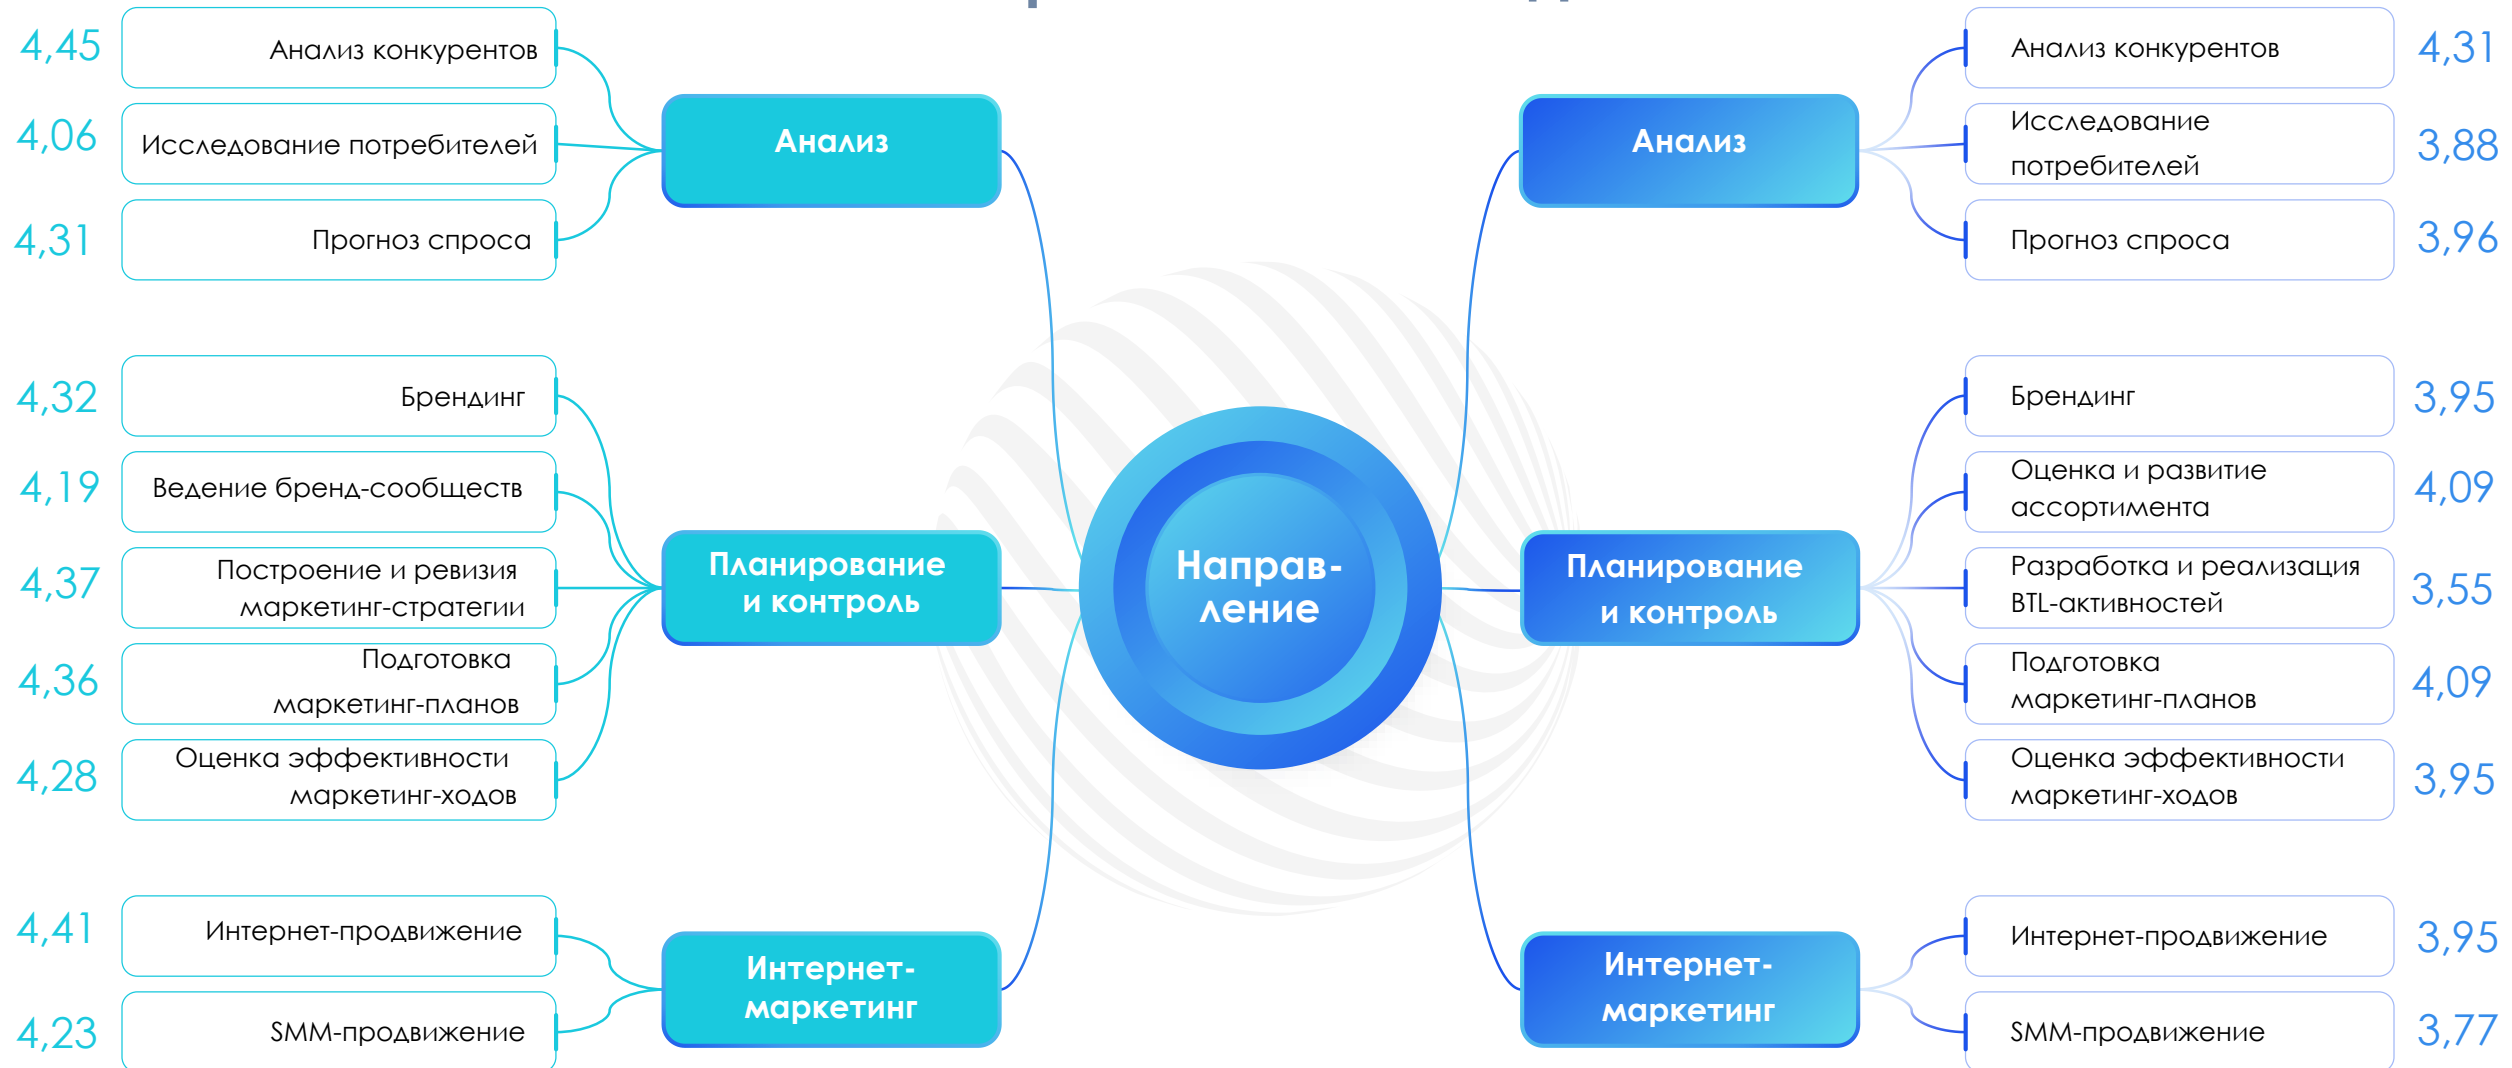 4,45
Анализ конкурентов
4,06
Исследование потребителей
4,31
Прогноз спроса
Анализ
4,32
Брендинг
4,19
Ведение бренд-сообществ
4,37
Построение и ревизия
маркетинг-стратегии
4,36
Подготовка
маркетинг-планов
4,28
Оценка эффективности
маркетинг-ходов
Планирование
и контроль
4,41
Интернет-продвижение
4,23
SMM-продвижение
Интернет-
маркетинг
Направ-
ление
Анализ
Анализ конкурентов
4,31
Исследование
потребителей
3,88
Прогноз спроса
3,96
Планирование
и контроль
Брендинг
3,95
Оценка и развитие
ассортимента
4,09
Разработка и реализация
BTL-активностей
3,55
Подготовка
маркетинг-планов
4,09
Оценка эффективности
маркетинг-ходов
3,95
Интернет-
маркетинг
Интернет-продвижение
3,95
SMM-продвижение
3,77